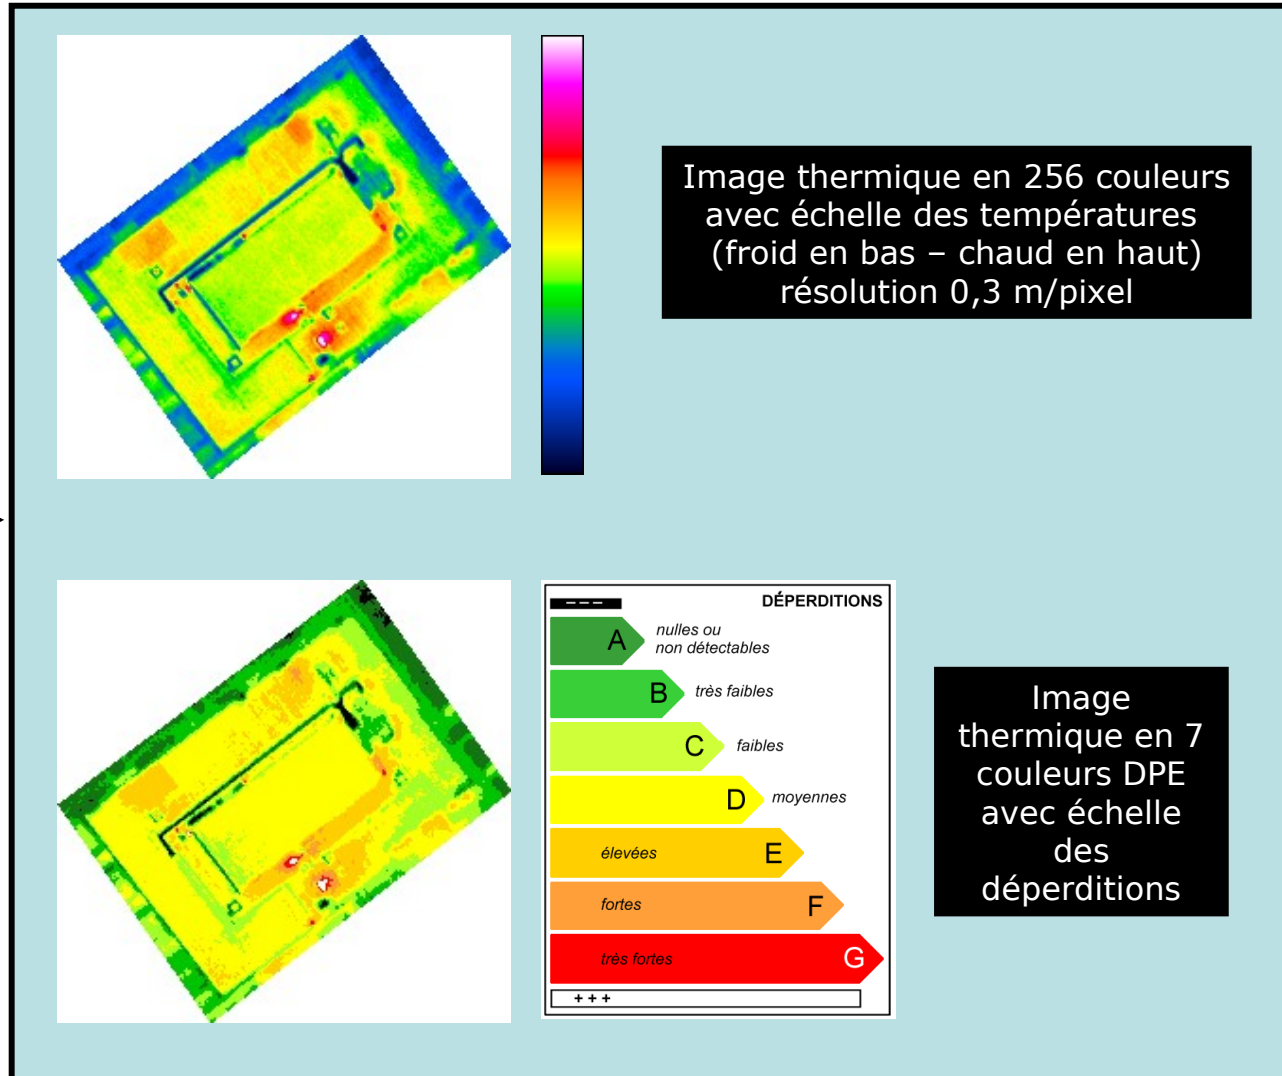 Image thermique en 256 couleurs
avec échelle des températures
(froid en bas – chaud en haut)
résolution 0,3 m/pixel
– – –
DÉPERDITIONS
A
nulles ou
non détectables
B
très faibles
C
faibles
D
moyennes
élevées
E
fortes
F
très fortes
G
+ + +
Image
thermique en 7
couleurs DPE
avec échelle
des
déperditions